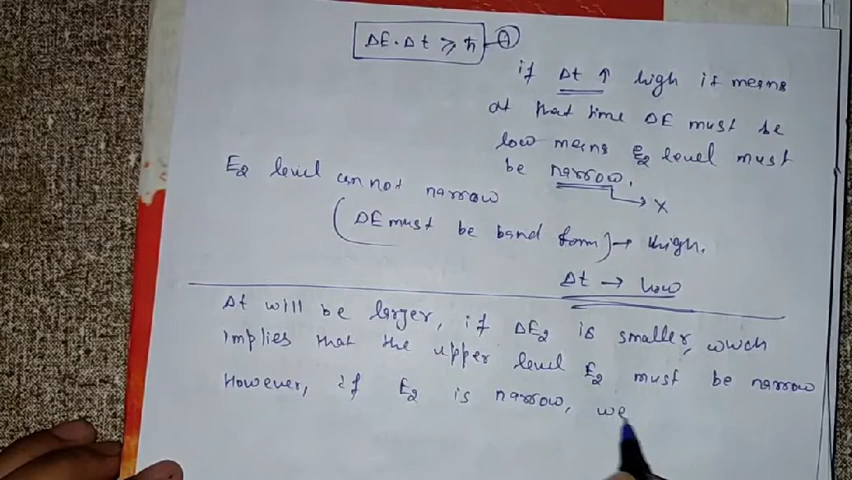 ΔE.Δt ≥ ħ —Ⓐ
if Δt ↑ high it means
at that time ΔE must be
low means E₂ level must
be narrow. → X
E₂ level can not narrow
(ΔE must be band form) → high.
Δt → low
Δt will be larger, if ΔE₂ is smaller, which
implies that the upper level E₂ must be narrow
However, if E₂ is narrow, we